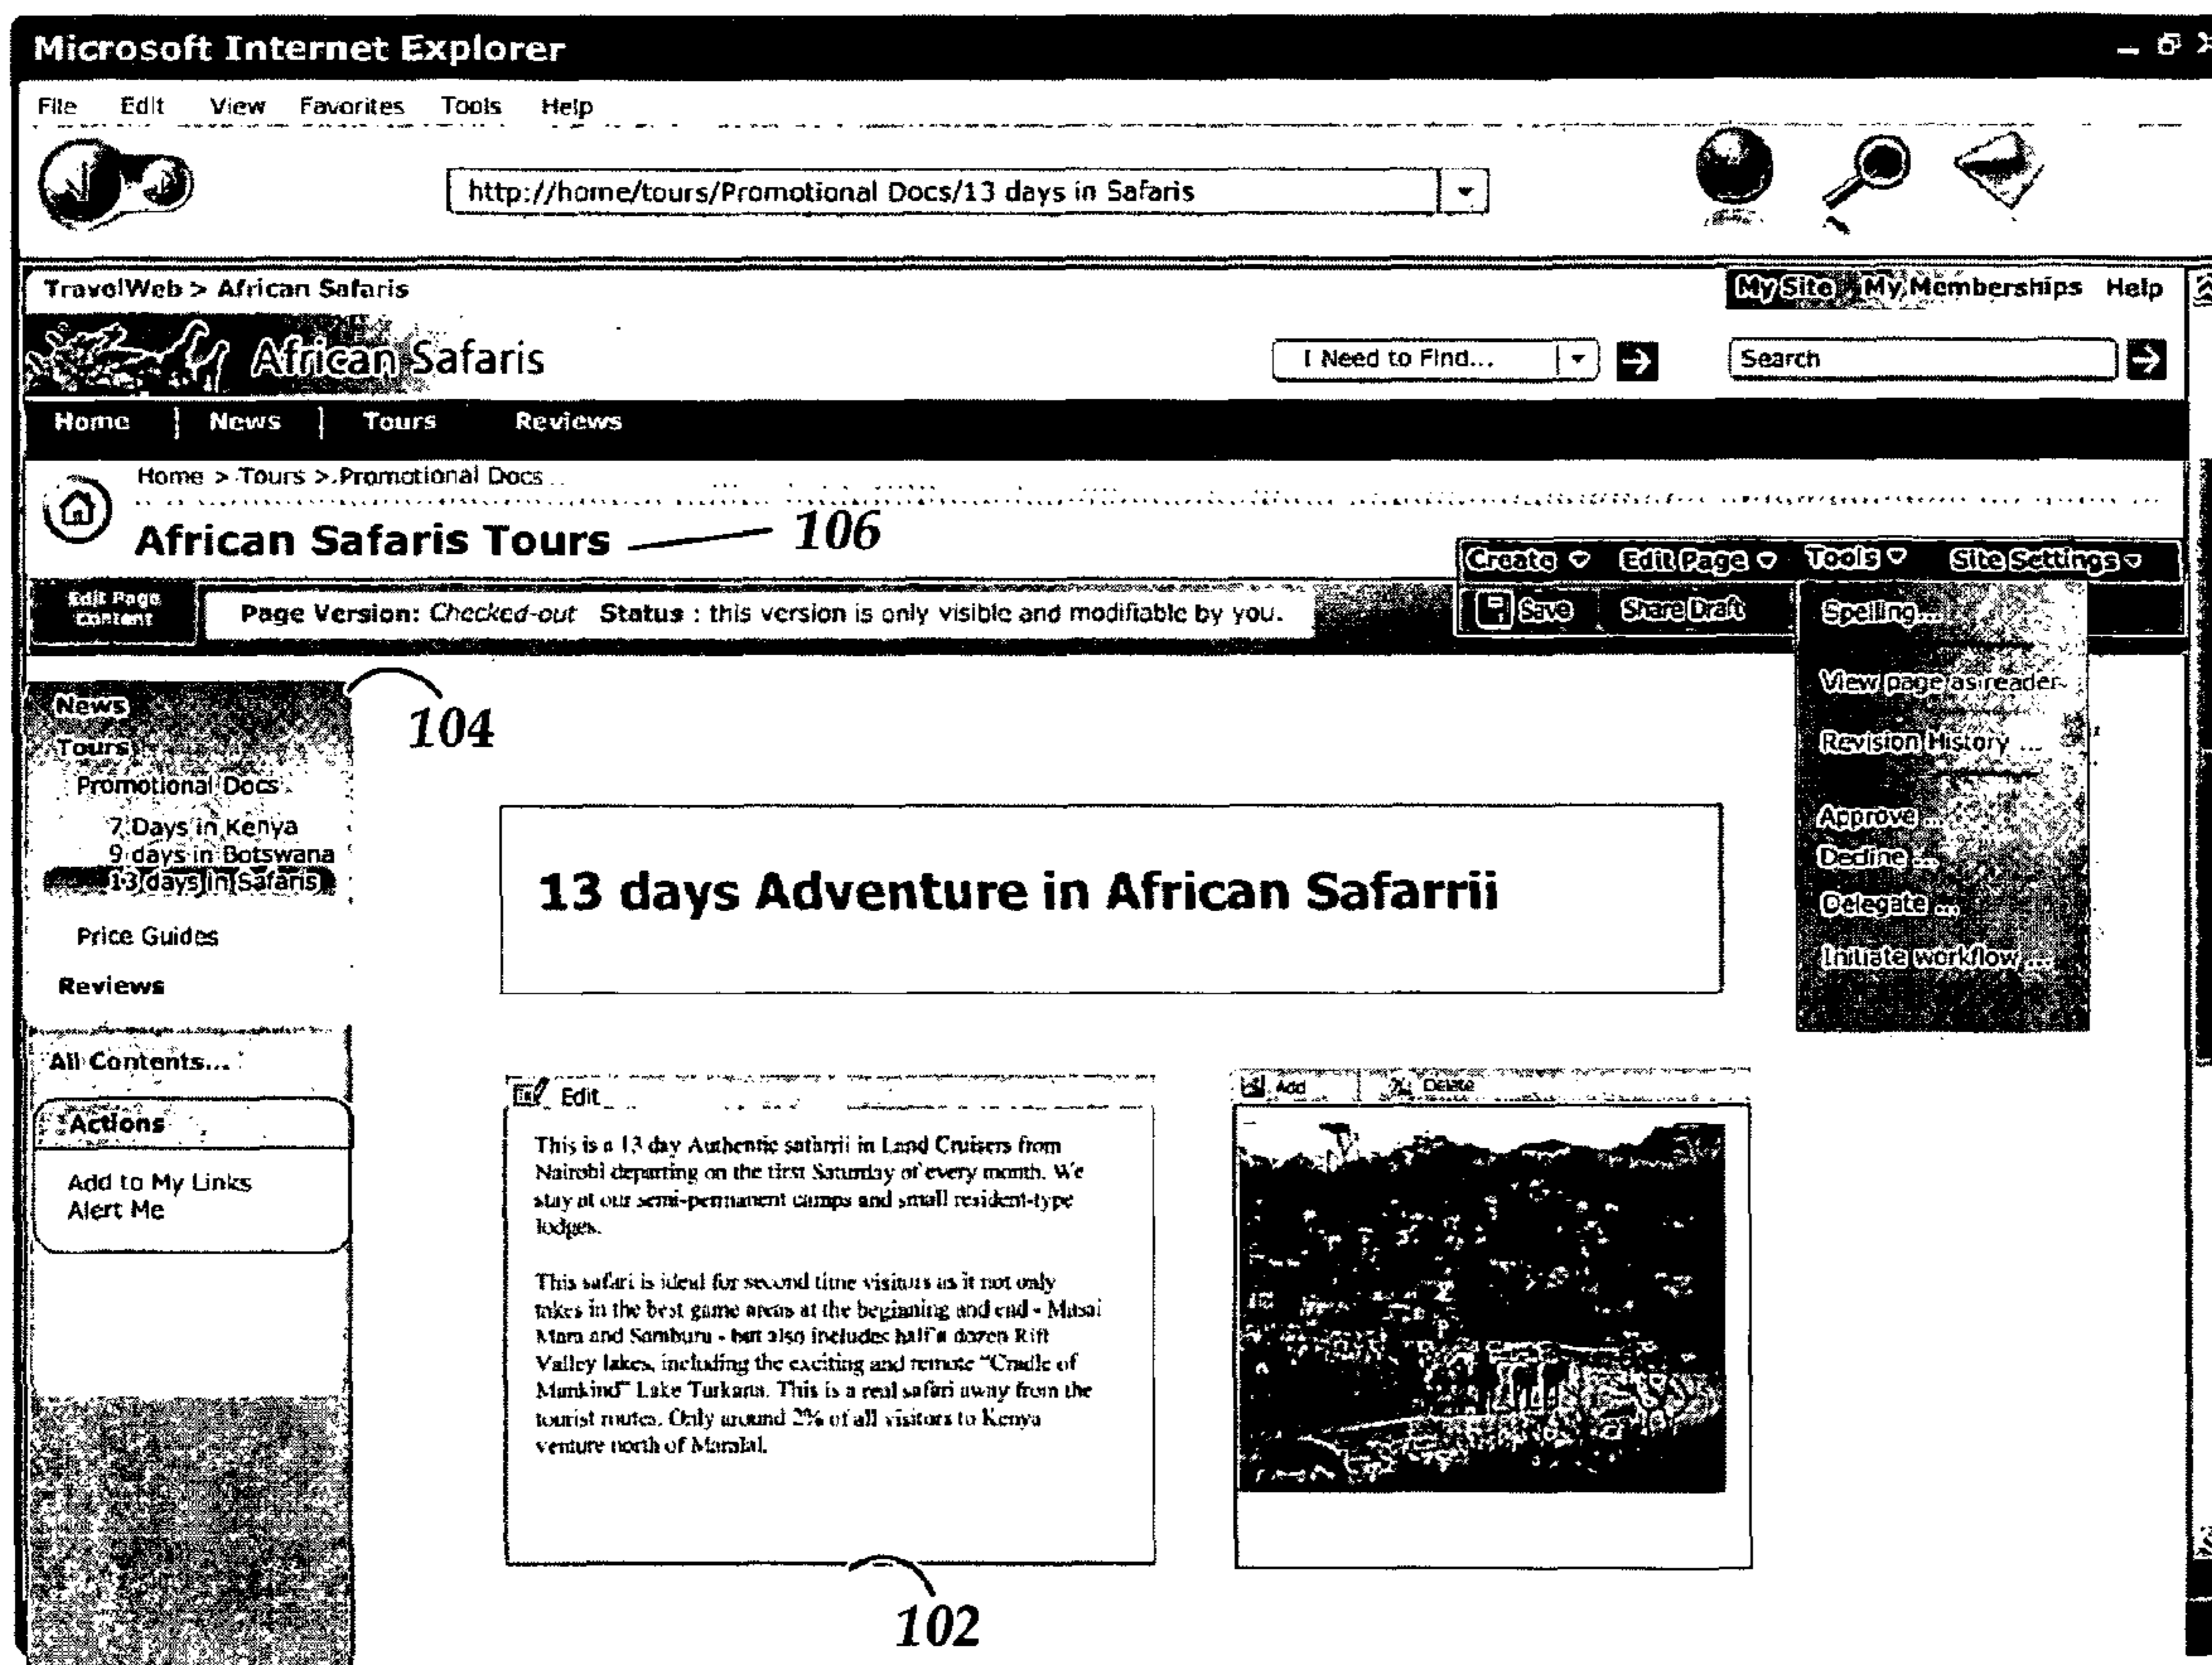 Microsoft Internet Explorer
File Edit View Favorites Tools Help
http://home/tours/Promotional Docs/13 days in Safaris
TravelWeb > African Safaris
My Site My Memberships Help
African Safaris
I Need to Find...
Search
Home | News | Tours Reviews
Home > Tours > Promotional Docs
African Safaris Tours
106
Create Edit Page Tools Site Settings
Edit Page
Content
Page Version: Checked-out Status : this version is only visible and modifiable by you.
Save Share Draft
Spelling...
View page as reader
Revision History ...
Approve ...
Decline ...
Delegate ...
Initiate workflow ...
104
News
Tours
Promotional Docs
7 Days in Kenya
9 days in Botswana
13 days in Safaris
Price Guides
Reviews
All Contents...
Actions
Add to My Links
Alert Me
13 days Adventure in African Safarrii
Edit
This is a 13 day Authentic safarrii in Land Cruisers from
Nairobi departing on the first Saturday of every month. We
stay at our semi-permanent camps and small resident-type
lodges.
This safari is ideal for second time visitors as it not only
takes in the best game areas at the beginning and end - Masai
Mara and Samburu - but also includes half a dozen Rift
Valley lakes, including the exciting and remote "Cradle of
Mankind" Lake Turkana. This is a real safari away from the
tourist routes. Only around 2% of all visitors to Kenya
venture north of Maralal.
Add Delete
102